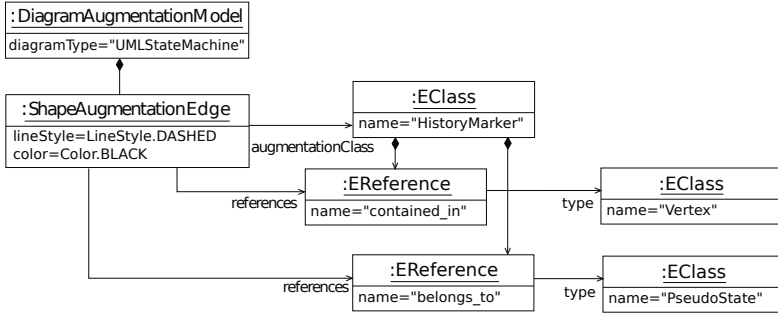 :DiagramAugmentationModel
diagramType="UMLStateMachine"
:ShapeAugmentationEdge
lineStyle=LineStyle.DASHED
color=Color.BLACK
augmentationClass
:EClass
name="HistoryMarker"
references
:EReference
name="contained_in"
type
:EClass
name="Vertex"
references
:EReference
name="belongs_to"
type
:EClass
name="PseudoState"